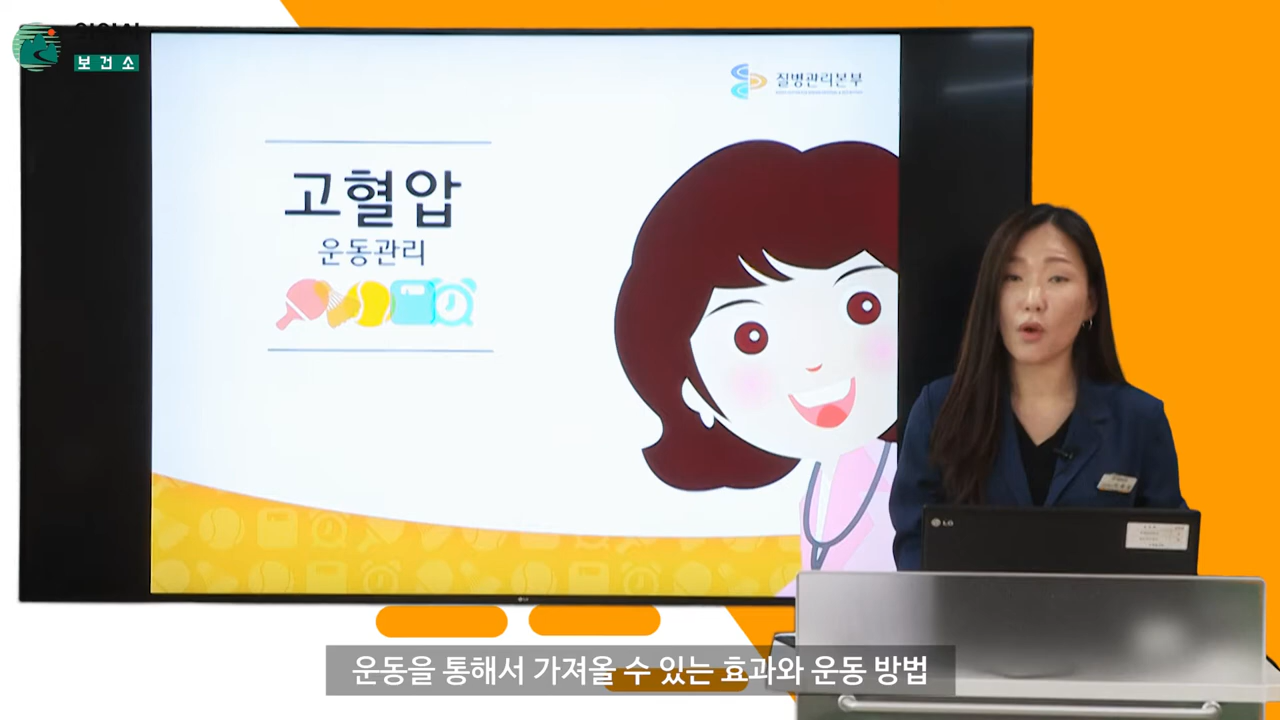 보건소
질병관리본부
고혈압
운동관리
LG
운동을 통해서 가져올 수 있는 효과와 운동 방법